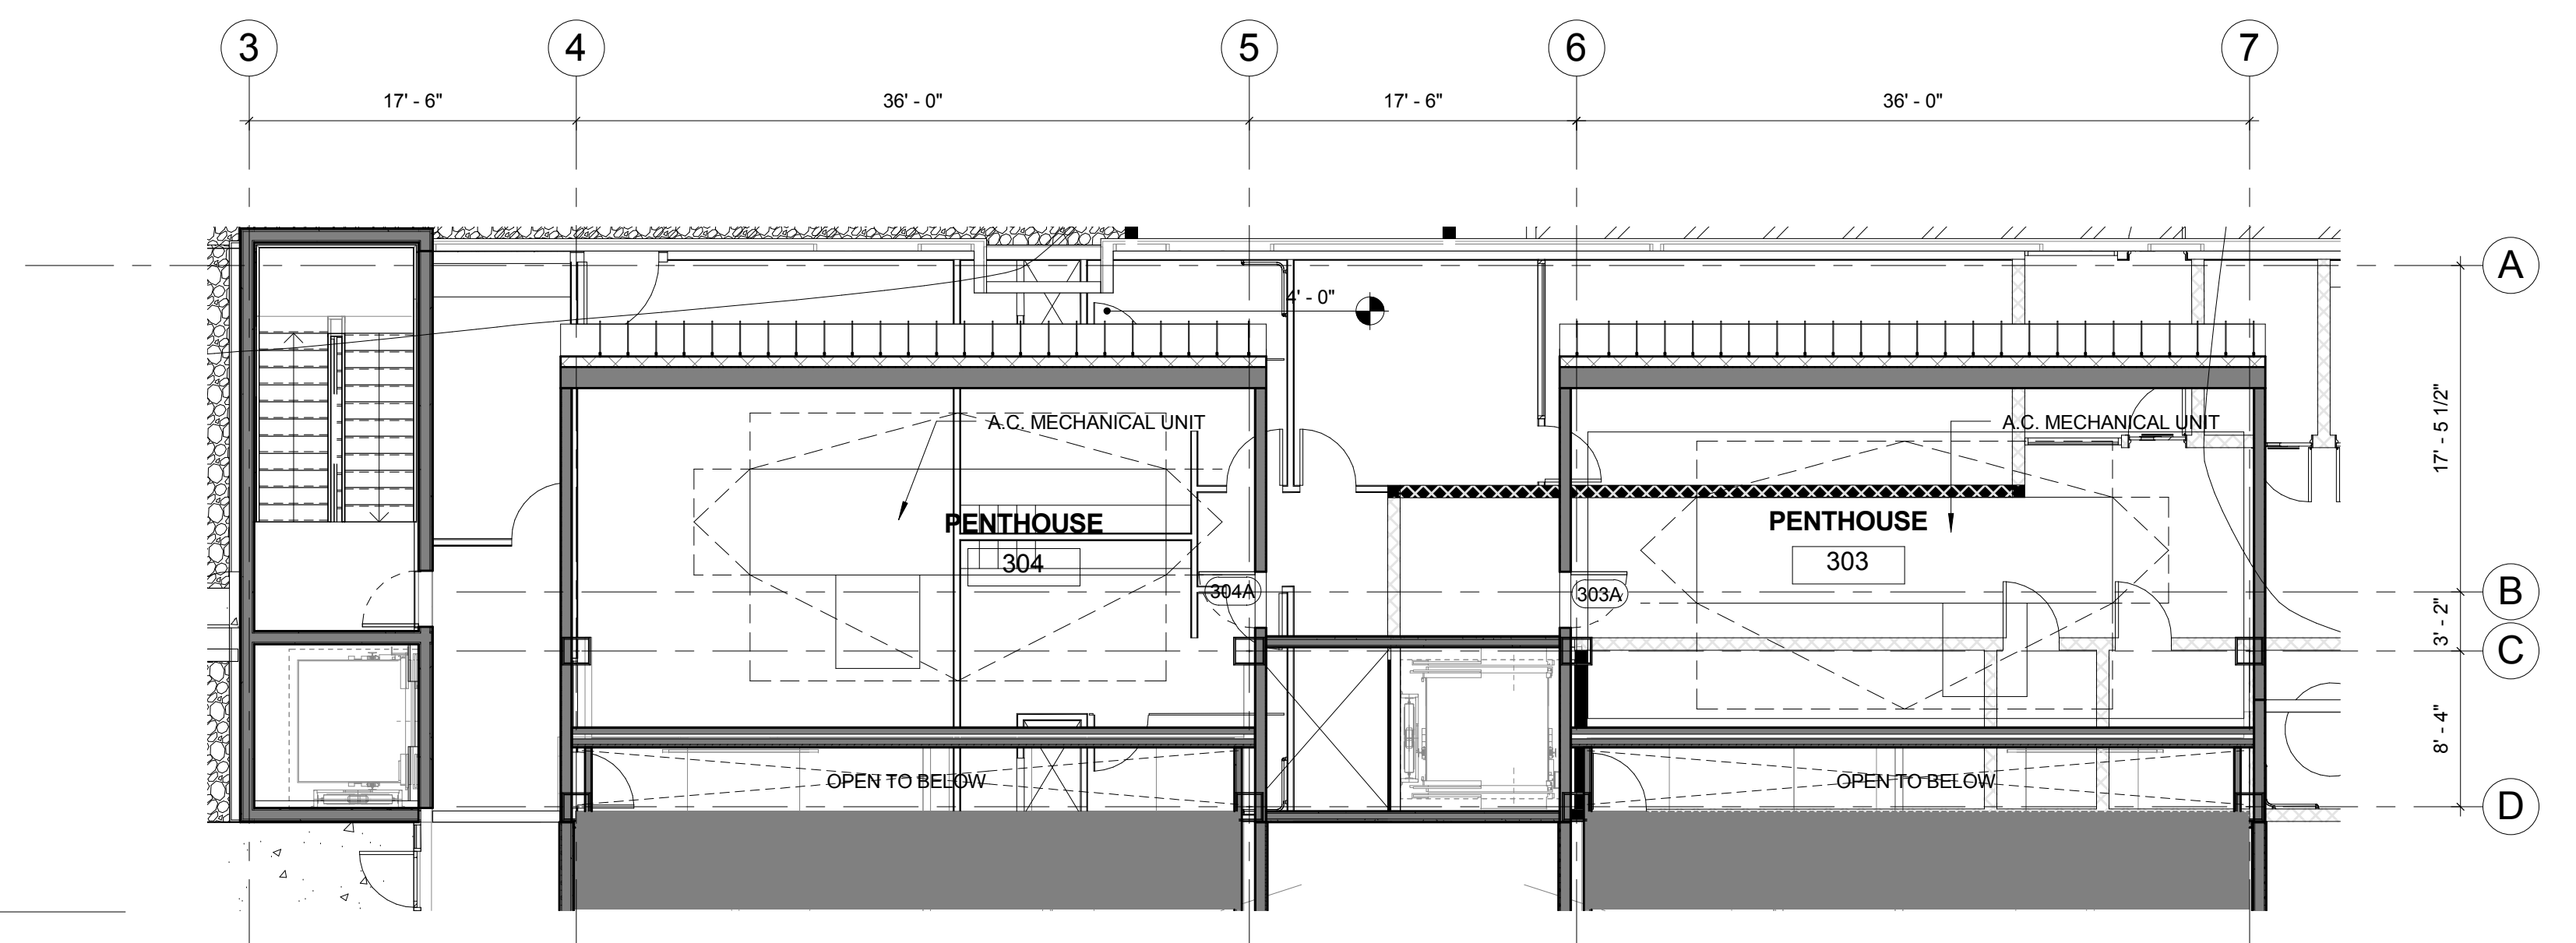 3
4
5
6
7
17' - 6"
36' - 0"
17' - 6"
36' - 0"
A
4' - 0"
17' - 5 1/2"
A.C. MECHANICAL UNIT
A.C. MECHANICAL UNIT
PENTHOUSE
304
PENTHOUSE
303
304A
303A
B
3' - 2"
C
8' - 4"
OPEN TO BELOW
OPEN TO BELOW
D